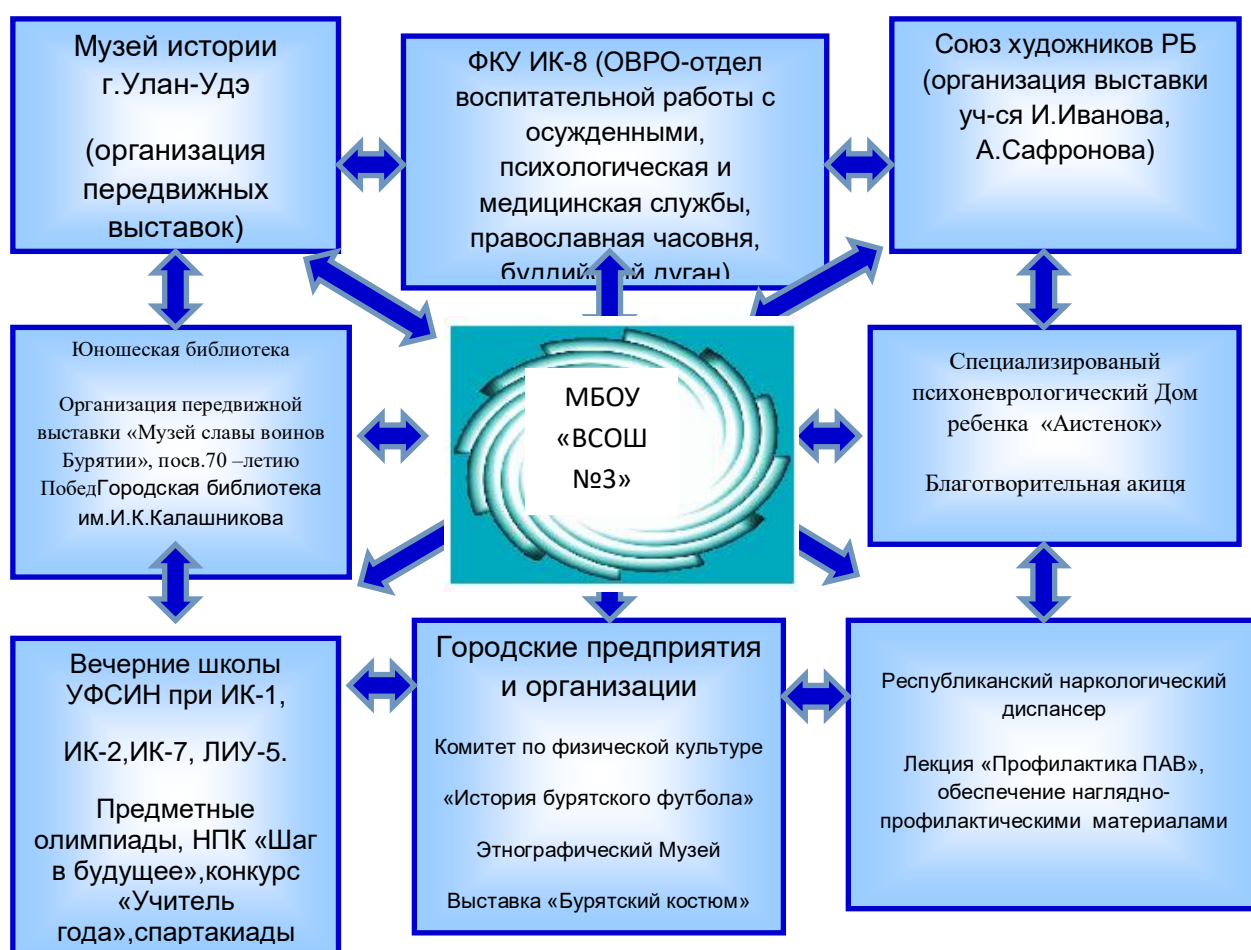 Музей истории
г.Улан-Удэ
(организация
передвижных
выставок)
ФКУ ИК-8 (ОВРО-отдел
воспитательной работы с
осужденными,
психологическая и
медицинская службы,
православная часовня,
буддийский дуган)
Союз художников РБ
(организация выставки
уч-ся И.Иванова,
А.Сафронова)
Юношеская библиотека
Организация передвижной
выставки «Музей славы воинов
Бурятии», посв.70 –летию
ПобедГородская библиотека
им.И.К.Калашникова
МБОУ
«ВСОШ
№3»
Специализированый
психоневрологический Дом
ребенка «Аистенок»
Благотворительная акиця
Вечерние школы
УФСИН при ИК-1,
ИК-2,ИК-7, ЛИУ-5.
Предметные
олимпиады, НПК «Шаг
в будущее»,конкурс
«Учитель
года»,спартакиады
Городские предприятия
и организации
Комитет по физической культуре
«История бурятского футбола»
Этнографический Музей
Выставка «Бурятский костюм»
Республиканский наркологический
диспансер
Лекция «Профилактика ПАВ»,
обеспечение наглядно-
профилактическими материалами